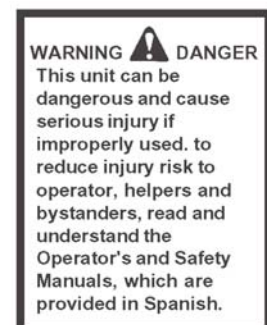 WARNING DANGER
This unit can be
dangerous and cause
serious injury if
improperly used. to
reduce injury risk to
operator, helpers and
bystanders, read and
understand the
Operator's and Safety
Manuals, which are
provided in Spanish.